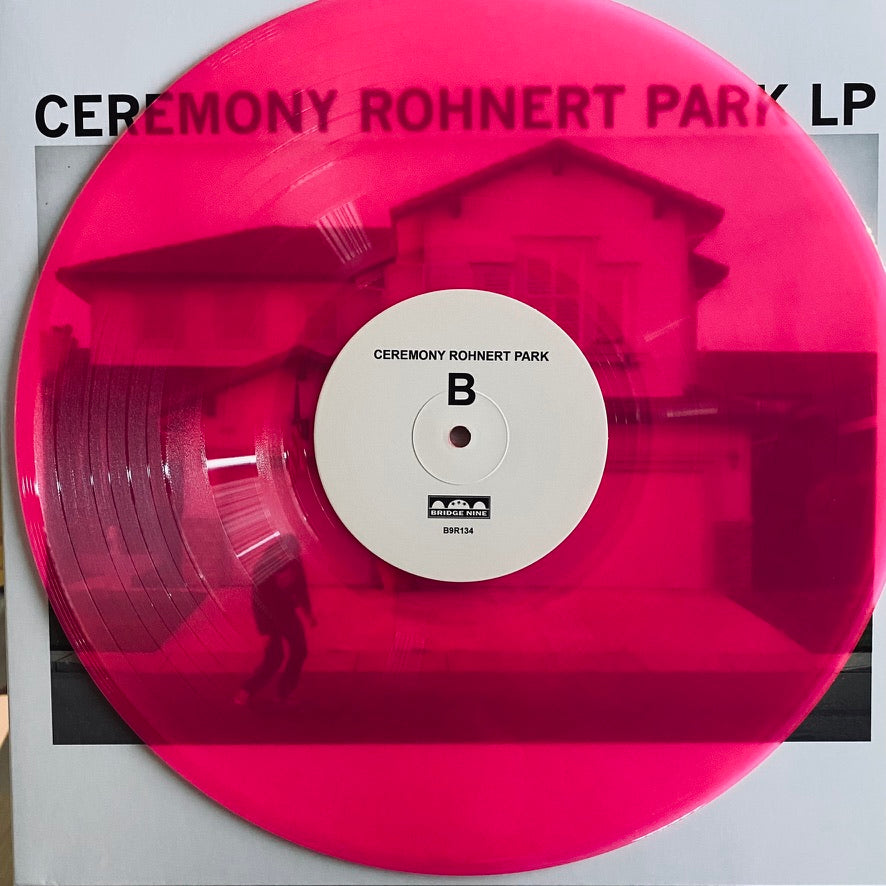 CEREMONY ROHNERT PARK LP
CEREMONY ROHNERT PARK
B
BRIDGE NINE
B9R134